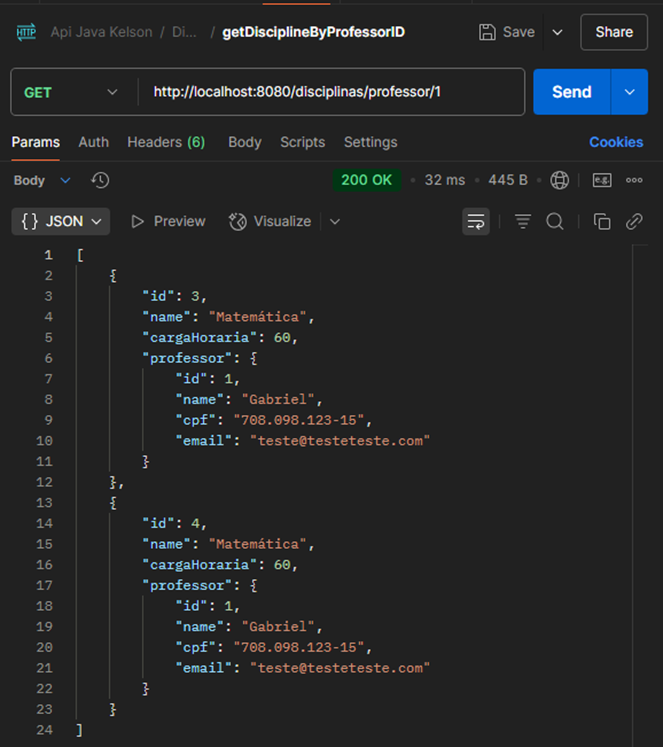 HTTP Api Java Kelson / Di... / getDisciplineByProfessorID Save Share
GET http://localhost:8080/disciplinas/professor/1 Send
Params Auth Headers (6) Body Scripts Settings Cookies
Body 200 OK • 32 ms • 445 B • e.g.
{} JSON Preview Visualize
1 [
2 {
3 "id": 3,
4 "name": "Matemática",
5 "cargaHoraria": 60,
6 "professor": {
7 "id": 1,
8 "name": "Gabriel",
9 "cpf": "708.098.123-15",
10 "email": "teste@testeteste.com"
11 }
12 },
13 {
14 "id": 4,
15 "name": "Matemática",
16 "cargaHoraria": 60,
17 "professor": {
18 "id": 1,
19 "name": "Gabriel",
20 "cpf": "708.098.123-15",
21 "email": "teste@testeteste.com"
22 }
23 }
24 ]